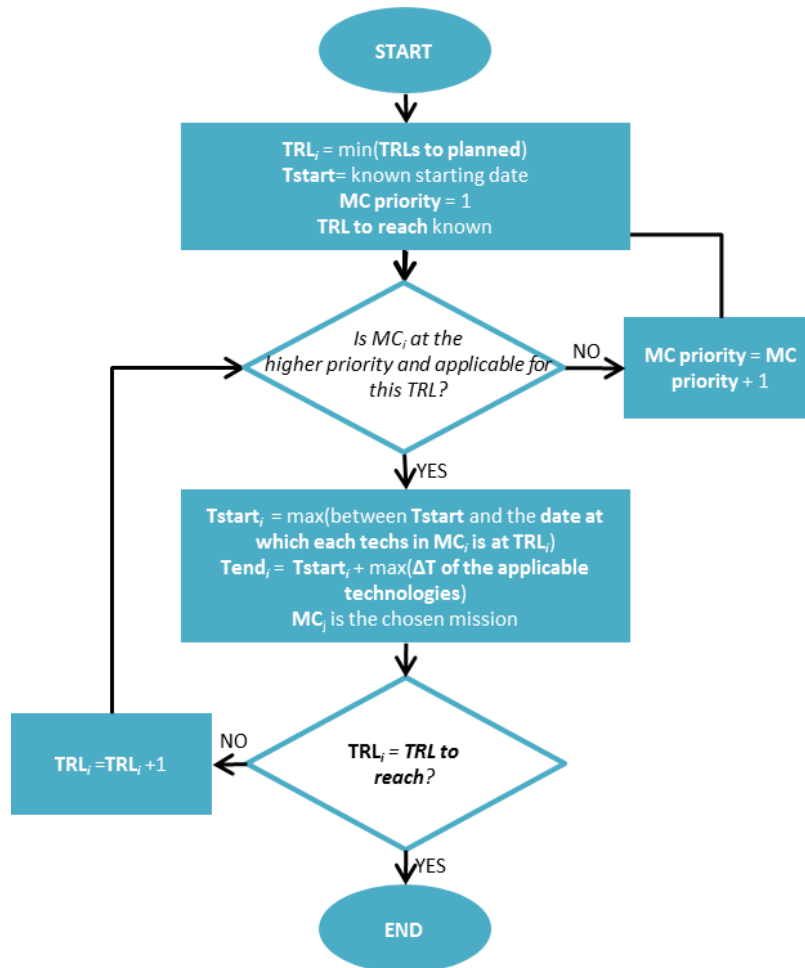 START
TRLi = min(TRLs to planned)
Tstart= known starting date
MC priority = 1
TRL to reach known
Is MCi at the
higher priority and applicable for
this TRL?
NO
MC priority = MC
priority + 1
YES
Tstarti = max(between Tstart and the date at
which each techs in MCi is at TRLi)
Tendi = Tstarti + max(ΔT of the applicable
technologies)
MCj is the chosen mission
NO
TRLi =TRLi +1
TRLi = TRL to
reach?
YES
END